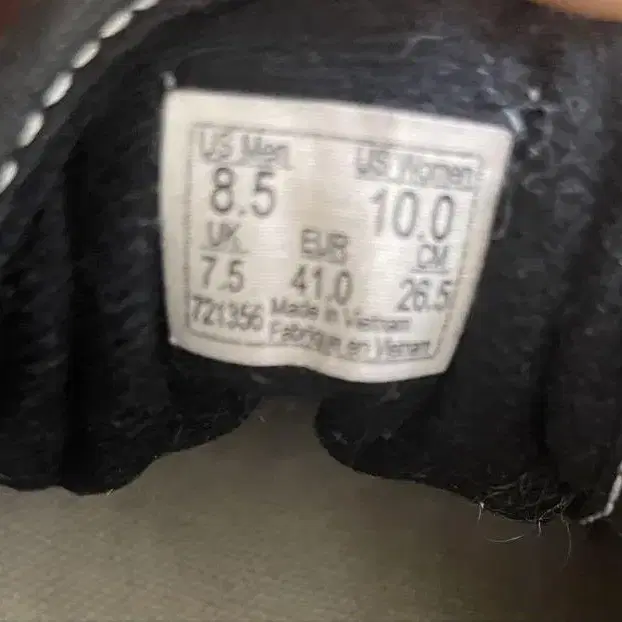 US Men US Women
8.5 10.0
UK EUR CM
7.5 41.0 26.5
721356 Made in Vietnam
Fabriqué en Vietnam